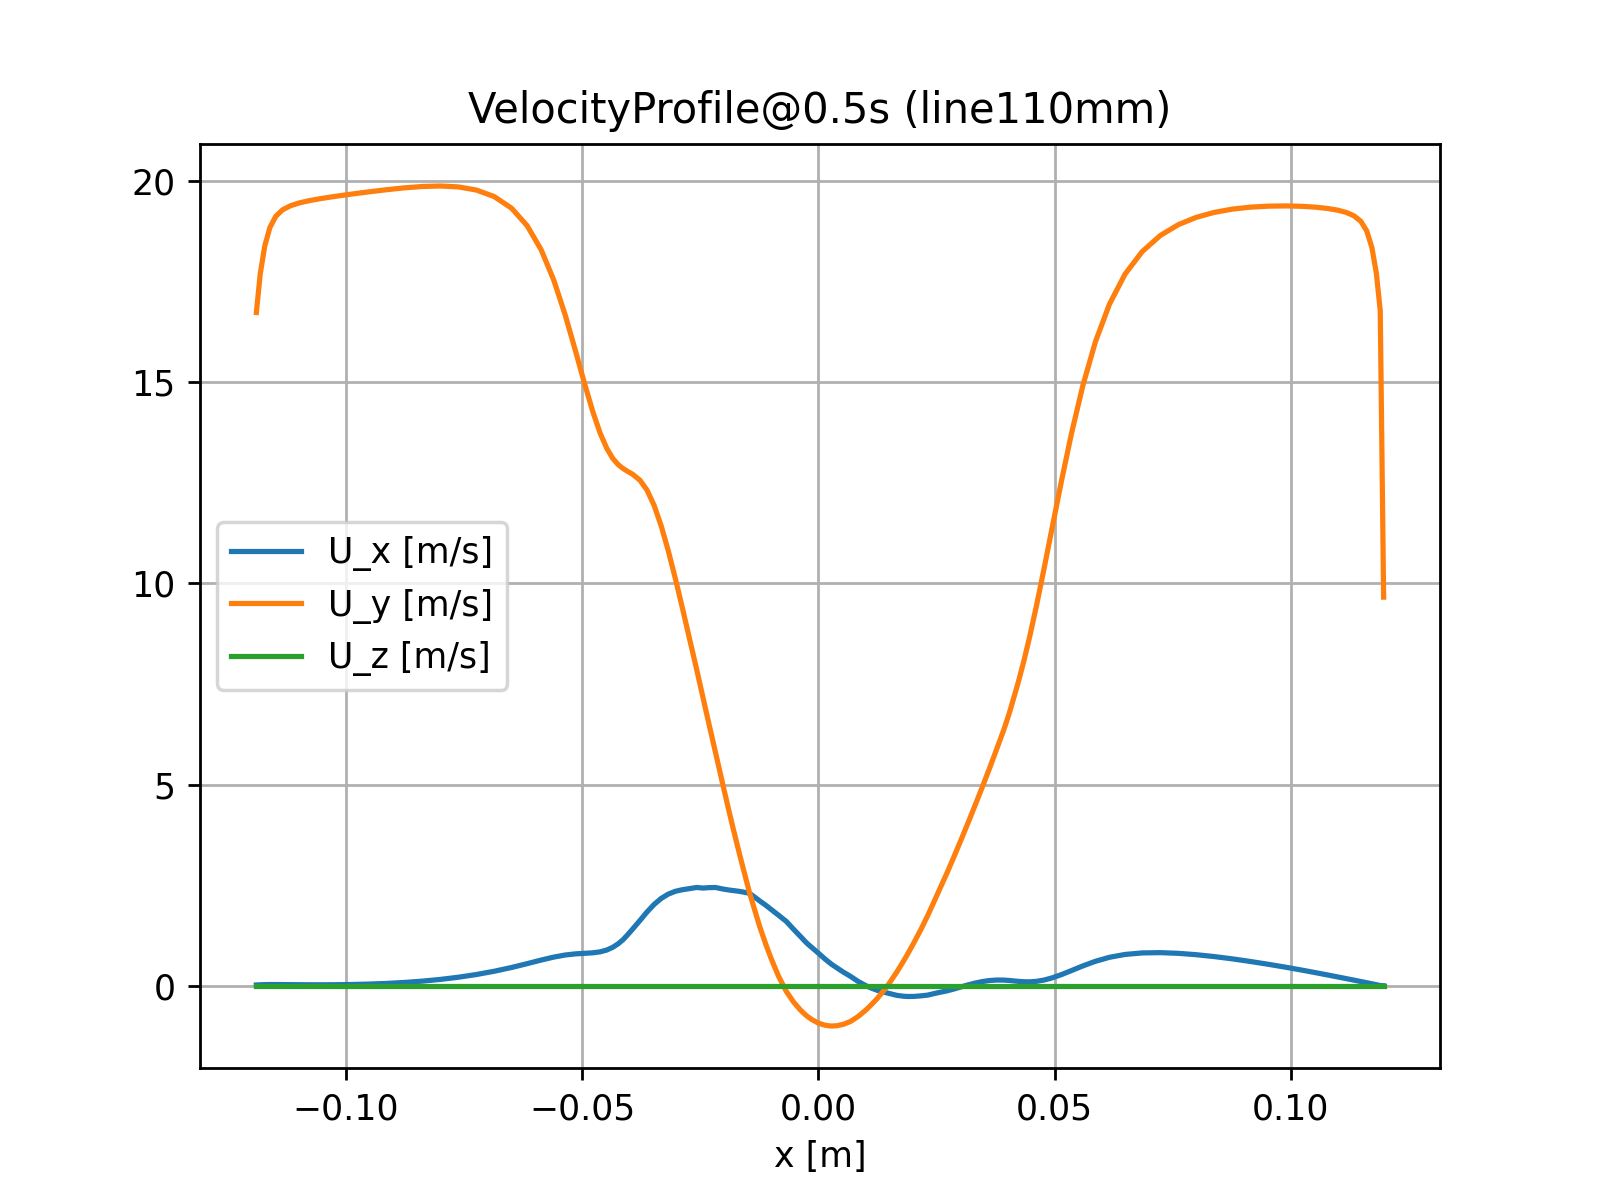 VelocityProfile@0.5s (line110mm)
20
15
10
5
0
U_x [m/s]
U_y [m/s]
U_z [m/s]
−0.10 −0.05 0.00 0.05 0.10
x [m]